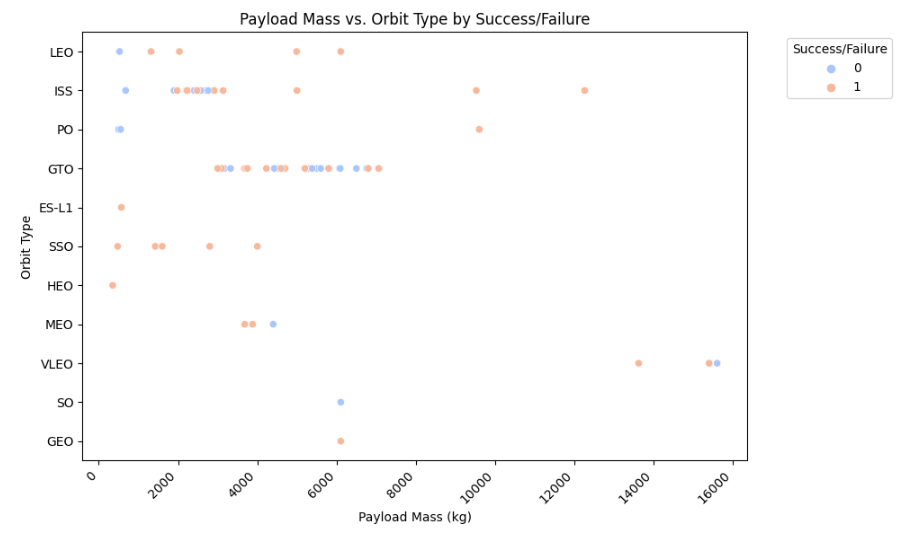 Payload Mass vs. Orbit Type by Success/Failure
Success/Failure
0
1
Orbit Type
LEO
ISS
PO
GTO
ES-L1
SSO
HEO
MEO
VLEO
SO
GEO
0
2000
4000
6000
8000
10000
12000
14000
16000
Payload Mass (kg)